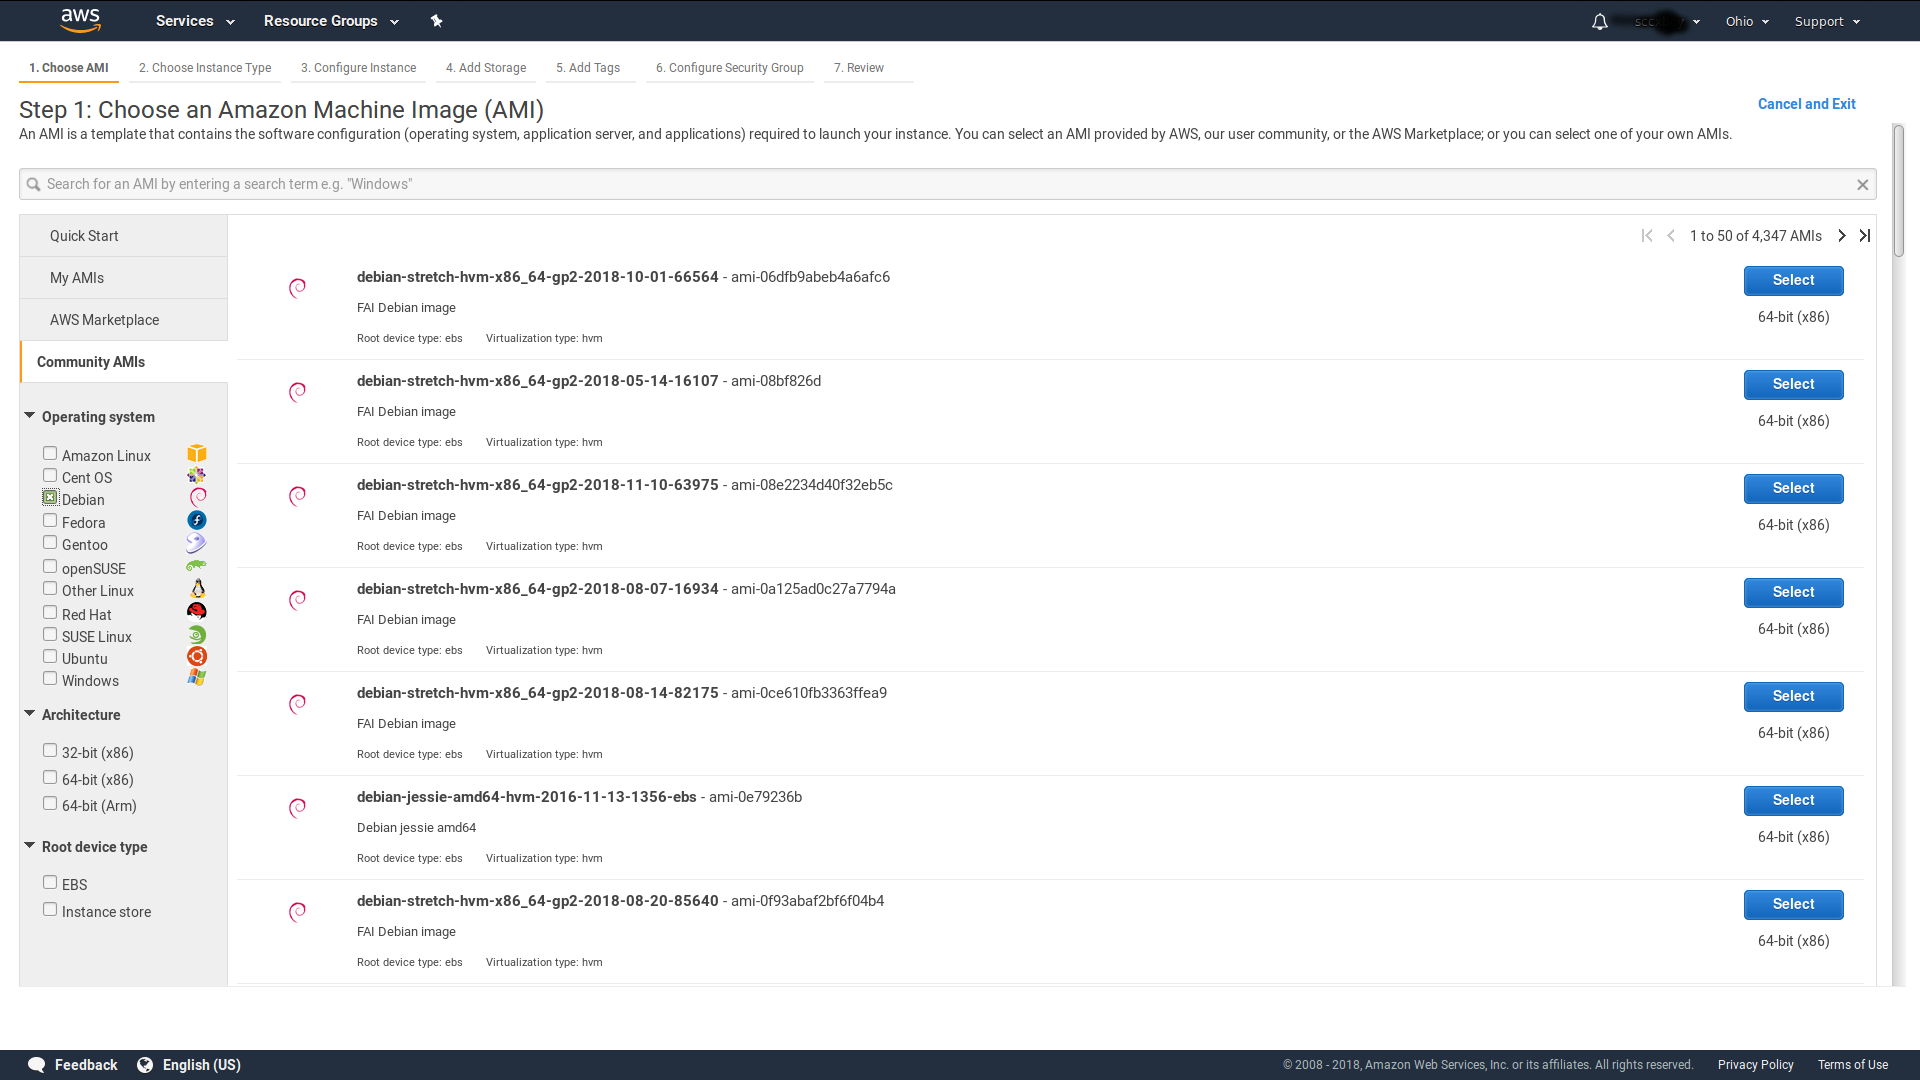 aws Services Resource Groups Ohio Support
1. Choose AMI 2. Choose Instance Type 3. Configure Instance 4. Add Storage 5. Add Tags 6. Configure Security Group 7. Review
Step 1: Choose an Amazon Machine Image (AMI) Cancel and Exit
An AMI is a template that contains the software configuration (operating system, application server, and applications) required to launch your instance. You can select an AMI provided by AWS, our user community, or the AWS Marketplace; or you can select one of your own AMIs.
Search for an AMI by entering a search term e.g. "Windows"
Quick Start
My AMIs
AWS Marketplace
Community AMIs
Operating system
Amazon Linux
Cent OS
Debian
Fedora
Gentoo
openSUSE
Other Linux
Red Hat
SUSE Linux
Ubuntu
Windows
Architecture
32-bit (x86)
64-bit (x86)
64-bit (Arm)
Root device type
EBS
Instance store
1 to 50 of 4,347 AMIs
debian-stretch-hvm-x86_64-gp2-2018-10-01-66564 - ami-06dfb9abeb4a6afc6 Select
FAI Debian image 64-bit (x86)
Root device type: ebs Virtualization type: hvm
debian-stretch-hvm-x86_64-gp2-2018-05-14-16107 - ami-08bf826d Select
FAI Debian image 64-bit (x86)
Root device type: ebs Virtualization type: hvm
debian-stretch-hvm-x86_64-gp2-2018-11-10-63975 - ami-08e2234d40f32eb5c Select
FAI Debian image 64-bit (x86)
Root device type: ebs Virtualization type: hvm
debian-stretch-hvm-x86_64-gp2-2018-08-07-16934 - ami-0a125ad0c27a7794a Select
FAI Debian image 64-bit (x86)
Root device type: ebs Virtualization type: hvm
debian-stretch-hvm-x86_64-gp2-2018-08-14-82175 - ami-0ce610fb3363ffea9 Select
FAI Debian image 64-bit (x86)
Root device type: ebs Virtualization type: hvm
debian-jessie-amd64-hvm-2016-11-13-1356-ebs - ami-0e79236b Select
Debian jessie amd64 64-bit (x86)
Root device type: ebs Virtualization type: hvm
debian-stretch-hvm-x86_64-gp2-2018-08-20-85640 - ami-0f93abaf2bf6f04b4 Select
FAI Debian image 64-bit (x86)
Root device type: ebs Virtualization type: hvm
Feedback English (US) © 2008 - 2018, Amazon Web Services, Inc. or its affiliates. All rights reserved. Privacy Policy Terms of Use